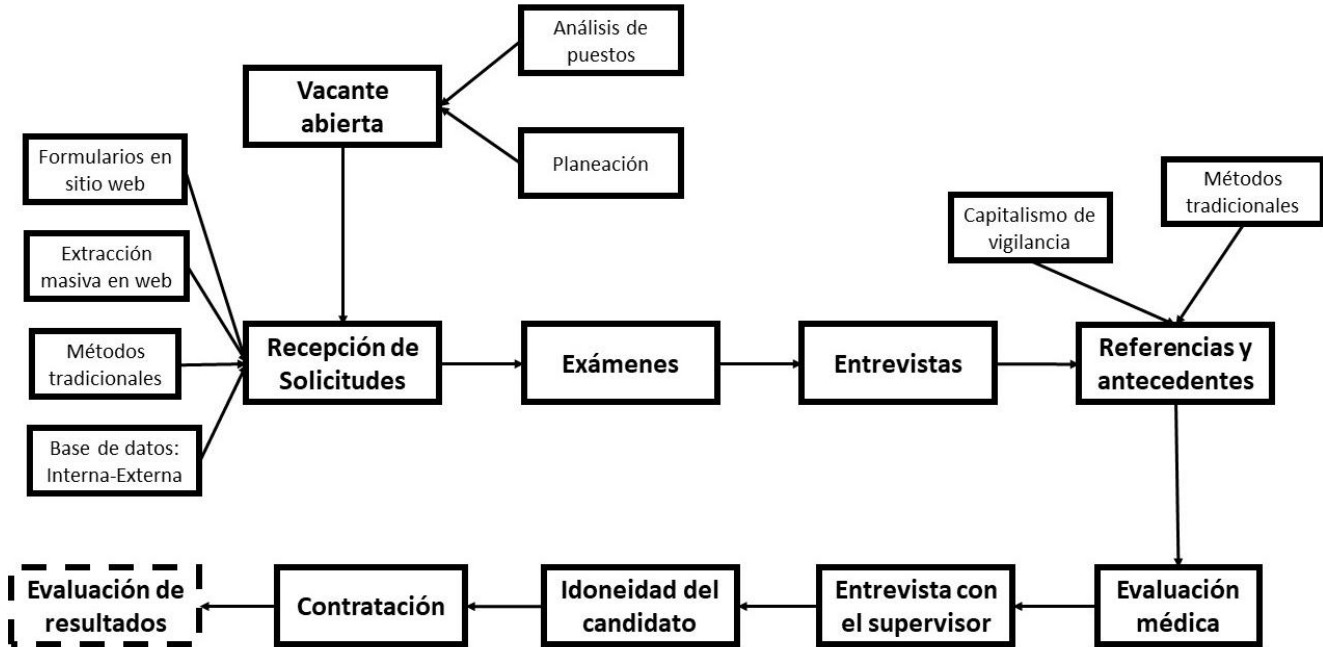 Análisis de
puestos
Vacante
abierta
Planeación
Formularios en
sitio web
Métodos
tradicionales
Capitalismo de
vigilancia
Extracción
masiva en web
Métodos
tradicionales
Recepción de
Solicitudes
Exámenes
Entrevistas
Referencias y
antecedentes
Base de datos:
Interna-Externa
Evaluación de
resultados
Contratación
Idoneidad del
candidato
Entrevista con
el supervisor
Evaluación
médica